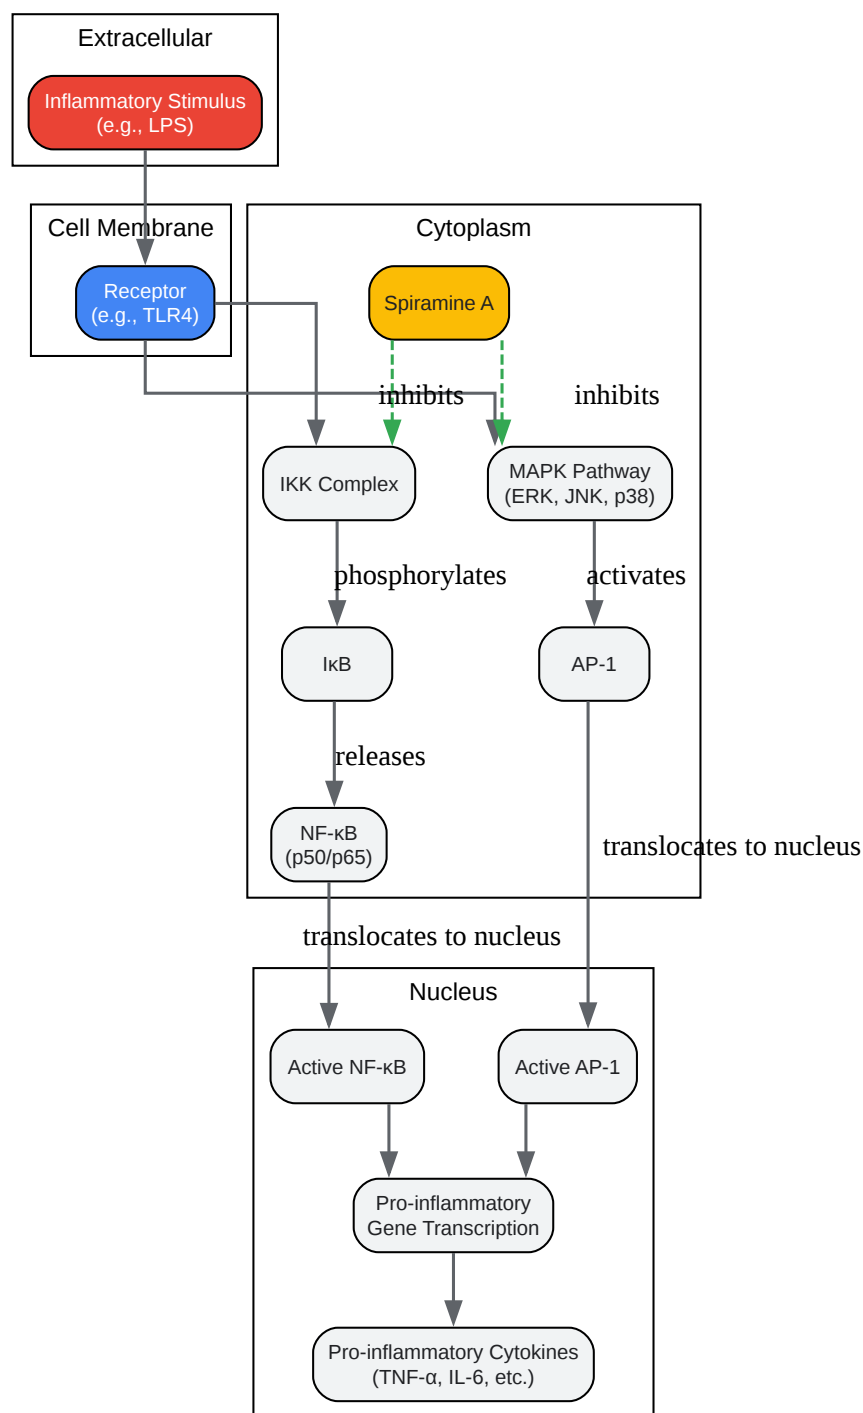 Extracellular
Inflammatory Stimulus
(e.g., LPS)
Cell Membrane
Cytoplasm
Receptor
(e.g., TLR4)
Spiramine A
inhibits
inhibits
IKK Complex
MAPK Pathway
(ERK, JNK, p38)
phosphorylates
activates
IκB
AP-1
releases
NF-κB
(p50/p65)
translocates to nucleus
translocates to nucleus
Nucleus
Active NF-κB
Active AP-1
Pro-inflammatory
Gene Transcription
Pro-inflammatory Cytokines
(TNF-α, IL-6, etc.)